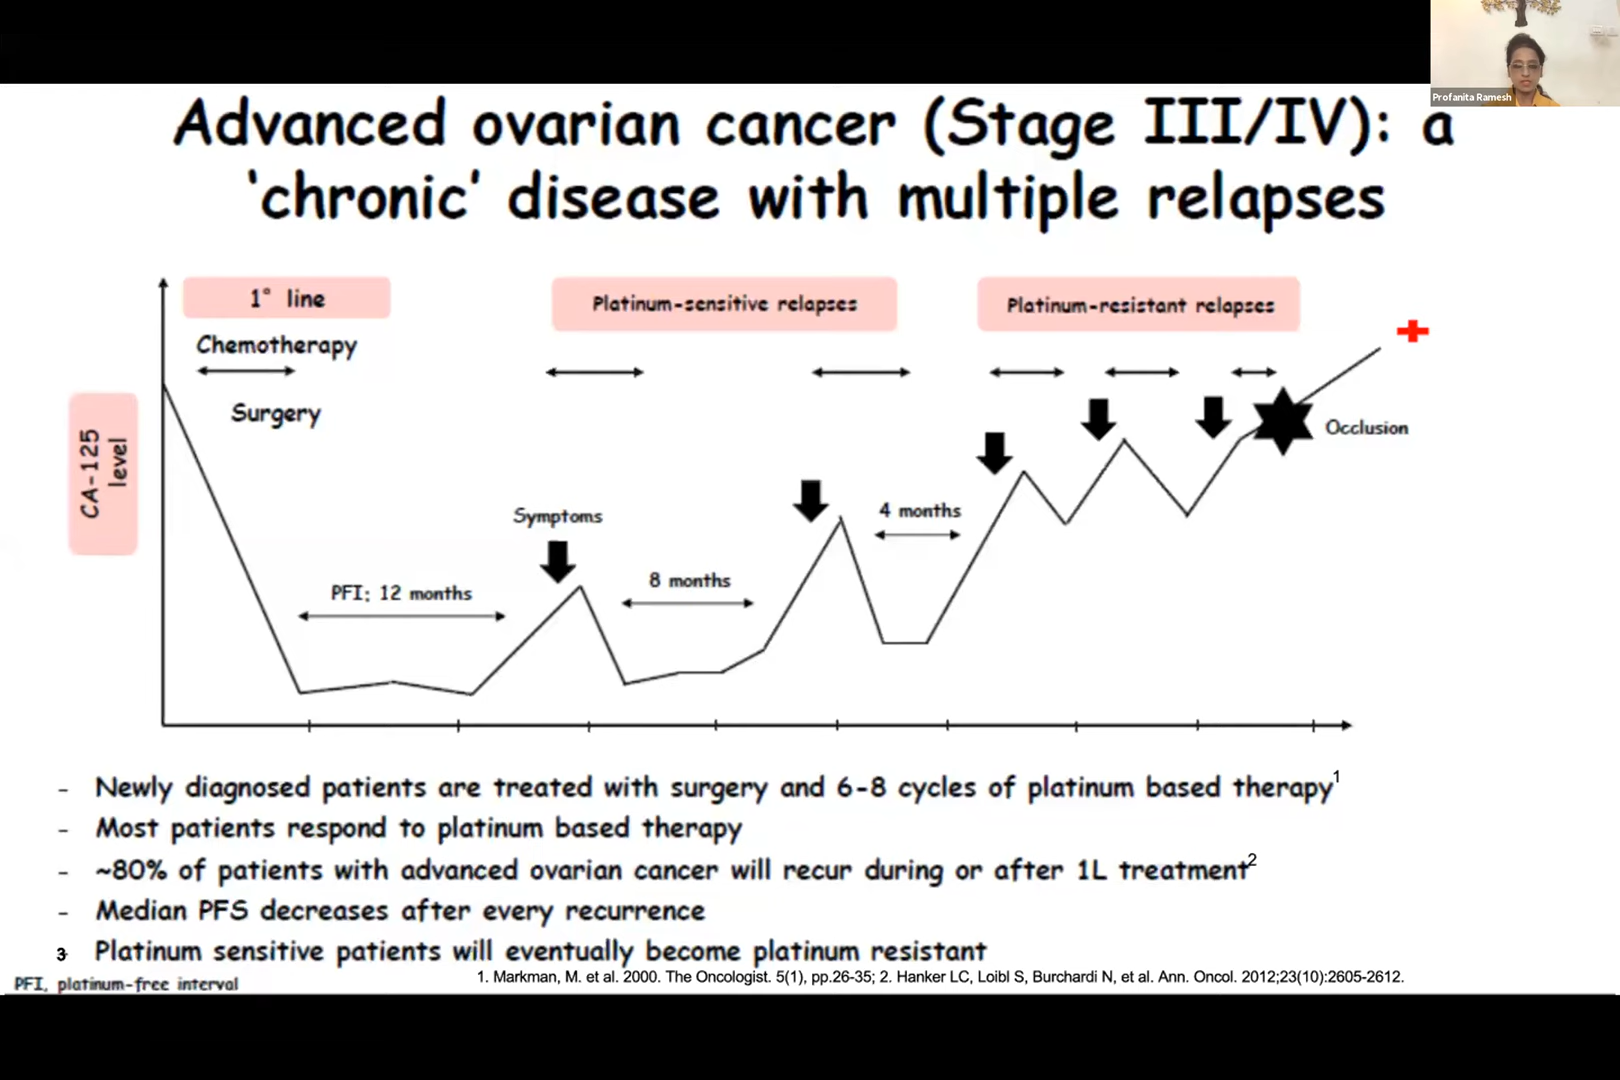 Profanita Ramesh
Advanced ovarian cancer (Stage III/IV): a
‘chronic’ disease with multiple relapses
1° line
Platinum-sensitive relapses
Platinum-resistant relapses
Chemotherapy
Surgery
CA-125
level
Occlusion
Symptoms
4 months
8 months
PFI: 12 months
- Newly diagnosed patients are treated with surgery and 6-8 cycles of platinum based therapy1
- Most patients respond to platinum based therapy
- ~80% of patients with advanced ovarian cancer will recur during or after 1L treatment2
- Median PFS decreases after every recurrence
3 Platinum sensitive patients will eventually become platinum resistant
PFI, platinum-free interval
1. Markman, M. et al. 2000. The Oncologist. 5(1), pp.26-35; 2. Hanker LC, Loibl S, Burchardi N, et al. Ann. Oncol. 2012;23(10):2605-2612.